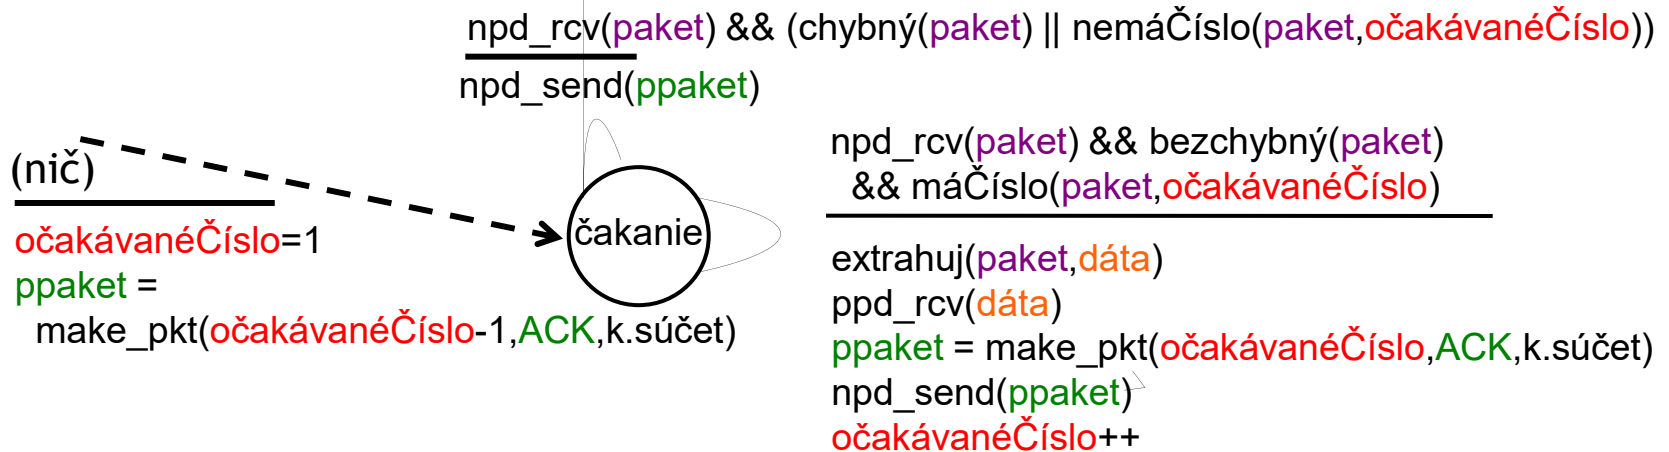 npd_rcv(paket) && (chybný(paket) || nemáČíslo(paket,očakávanéČíslo))
npd_send(ppaket)
(nič)
očakávanéČíslo=1
ppaket =
make_pkt(očakávanéČíslo-1,ACK,k.súčet)
čakanie
npd_rcv(paket) && bezchybný(paket)
&& máČíslo(paket,očakávanéČíslo)
extrahuj(paket,dáta)
ppd_rcv(dáta)
ppaket = make_pkt(očakávanéČíslo,ACK,k.súčet)
npd_send(ppaket)
očakávanéČíslo++